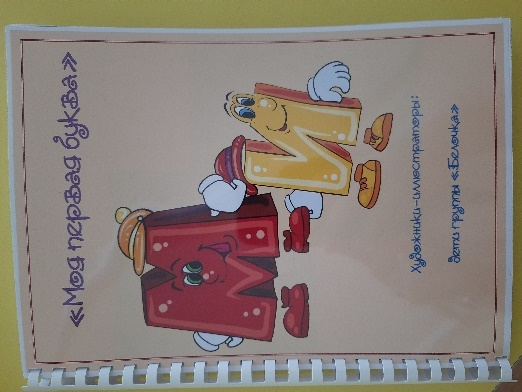 «Моя первая буква»
Художники-иллюстраторы:
дети группы «Белочка»